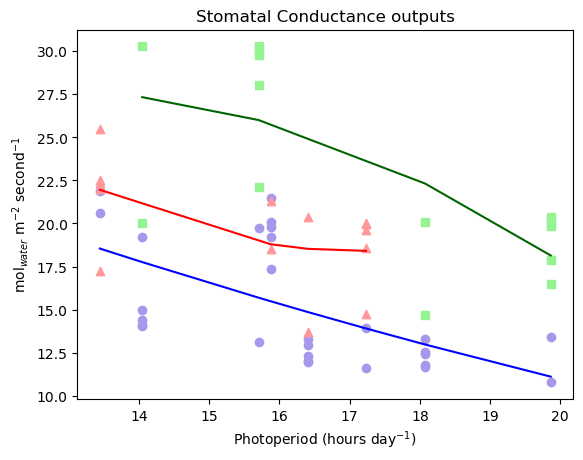 Stomatal Conductance outputs
mol_water m⁻² second⁻¹
30.0
27.5
25.0
22.5
20.0
17.5
15.0
12.5
10.0
14 15 16 17 18 19 20
Photoperiod (hours day⁻¹)